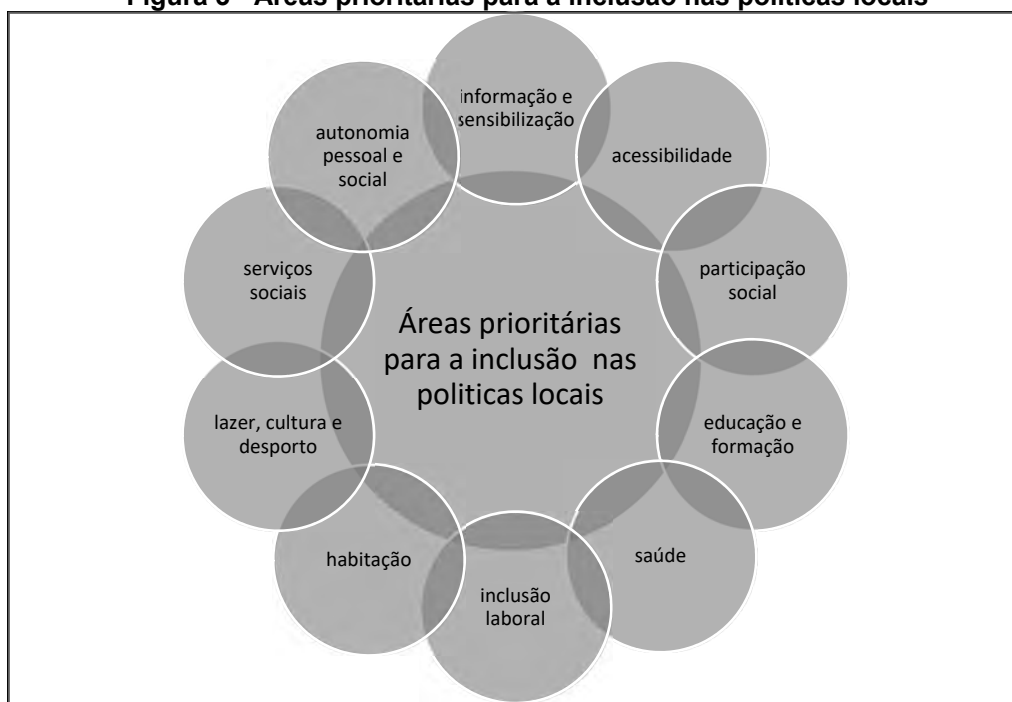 Áreas prioritárias para a inclusão nas políticas locais
informação e
sensibilização
acessibilidade
participação
social
educação e
formação
saúde
inclusão
laboral
habitação
lazer, cultura e
desporto
serviços
sociais
autonomia
pessoal e
social
Áreas prioritárias
para a inclusão nas
politicas locais